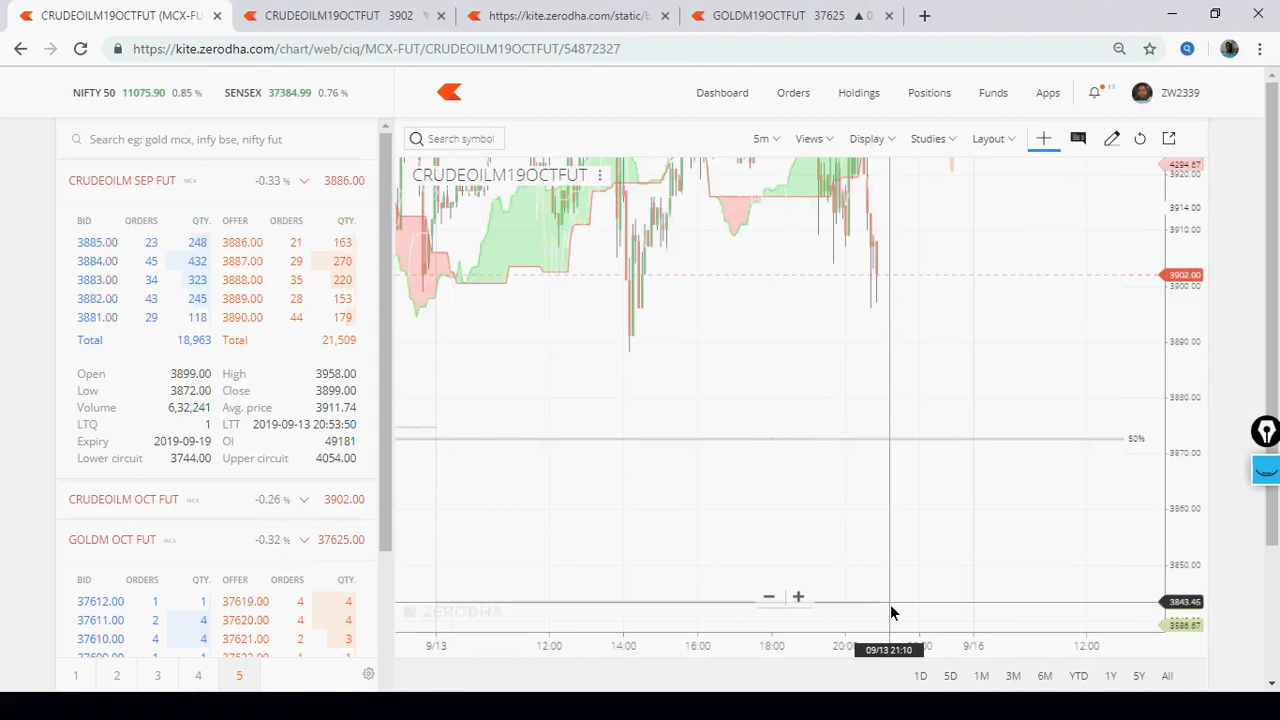 CRUDEOILM19OCTFUT (MCX-FU
CRUDEOILM19OCTFUT 3902
https://kite.zerodha.com/static/b
GOLDM19OCTFUT 37625 ▲ 0.
https://kite.zerodha.com/chart/web/ciq/MCX-FUT/CRUDEOILM19OCTFUT/54872327
NIFTY 50 11075.90 0.85 % SENSEX 37384.99 0.76 %
Dashboard Orders Holdings Positions Funds Apps 13 ZW2339
Search eg: gold mcx, infy bse, nifty fut
Search symbol 5m Views Display Studies Layout
CRUDEOILM SEP FUT MCX -0.33 % 3886.00
BID ORDERS QTY. OFFER ORDERS QTY.
3885.00 23 248 3886.00 21 163
3884.00 45 432 3887.00 29 270
3883.00 34 323 3888.00 35 220
3882.00 43 245 3889.00 28 153
3881.00 29 118 3890.00 44 179
Total 18,963 Total 21,509
Open 3899.00 High 3958.00
Low 3872.00 Close 3899.00
Volume 6,32,241 Avg. price 3911.74
LTQ 1 LTT 2019-09-13 20:53:50
Expiry 2019-09-19 OI 49181
Lower circuit 3744.00 Upper circuit 4054.00
CRUDEOILM OCT FUT MCX -0.26 % 3902.00
GOLDM OCT FUT MCX -0.32 % 37625.00
BID ORDERS QTY. OFFER ORDERS QTY.
37612.00 1 1 37619.00 4 4
37611.00 2 4 37620.00 4 4
37610.00 4 4 37621.00 2 3
1 2 3 4 5
CRUDEOILM19OCTFUT
4294.67
3920.00
3914.00
3910.00
3902.00
3900.00
3890.00
3880.00
50%
3870.00
3860.00
3850.00
3843.45
3586.67
ZERODHA
9/13 12:00 14:00 16:00 18:00 20:00 9/16 12:00
09/13 21:10
1D 5D 1M 3M 6M YTD 1Y 5Y All